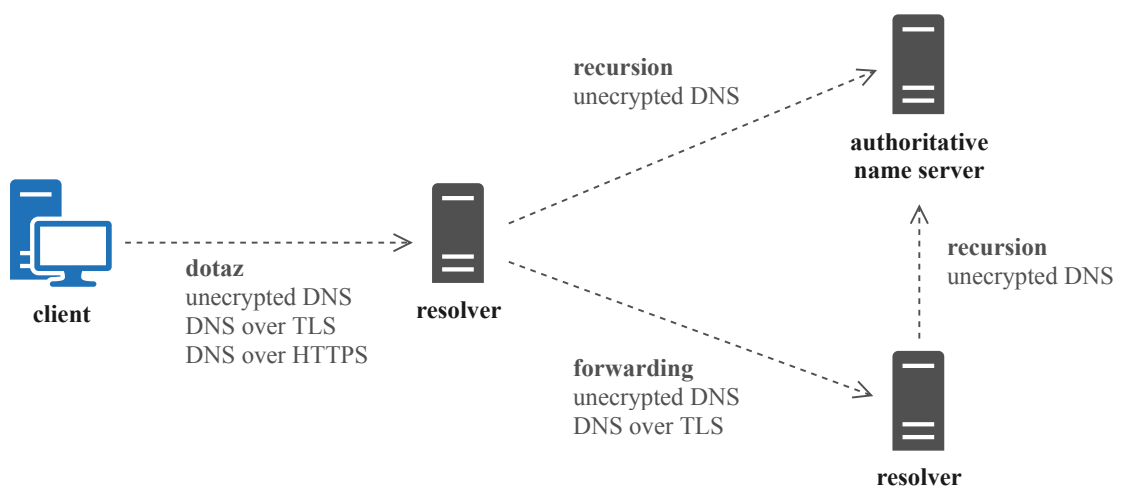 recursion
unecrypted DNS
authoritative
name server
client
dotaz
unecrypted DNS
DNS over TLS
DNS over HTTPS
resolver
recursion
unecrypted DNS
forwarding
unecrypted DNS
DNS over TLS
resolver